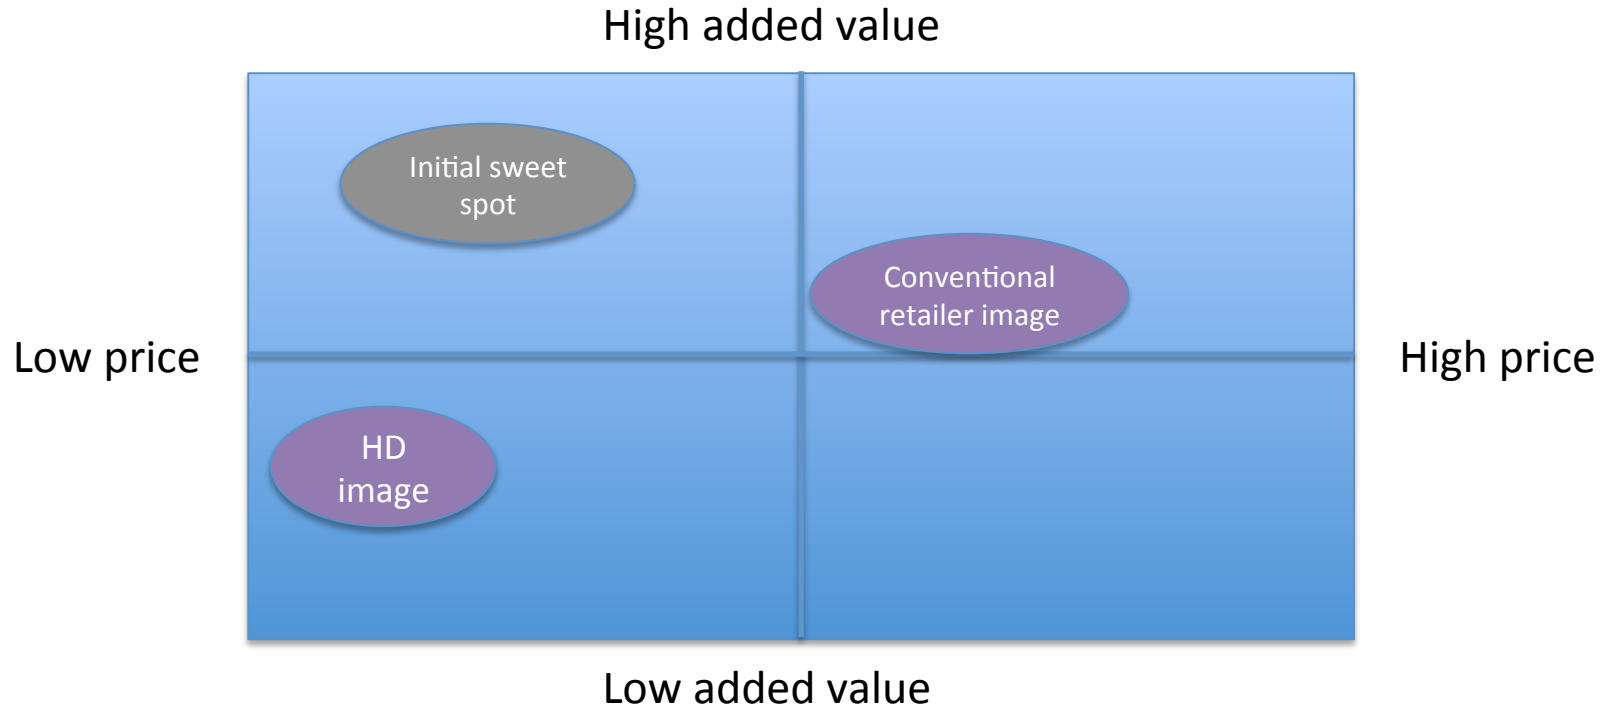 High added value
Initial sweet
spot
Conventional
retailer image
Low price
High price
HD
image
Low added value